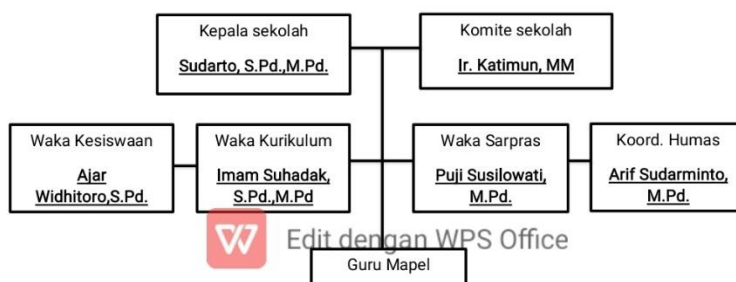 Kepala sekolah
Sudarto, S.Pd.,M.Pd.
Komite sekolah
Ir. Katimun, MM
Waka Kesiswaan
Ajar
Widhitoro,S.Pd.
Waka Kurikulum
Imam Suhadak,
S.Pd.,M.Pd
Waka Sarpras
Puji Susilowati,
M.Pd.
Koord. Humas
Arif Sudarminto,
M.Pd.
Edit dengan WPS Office
Guru Mapel